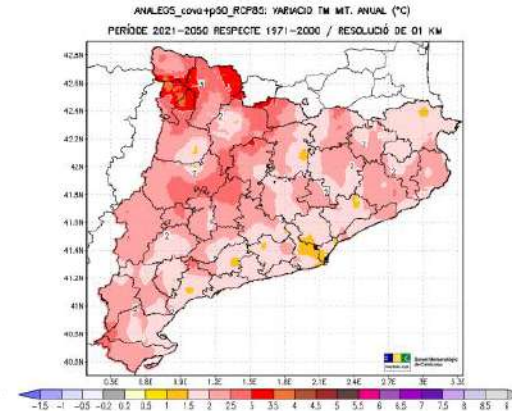 ANALEGS_cova+p50_RCP85: VARIACIÓ TM MT. ANUAL (°C)
PERÍODE 2021-2050 RESPECTE 1971-2000 / RESOLUCIÓ DE 01 KM
42.8N
42.6N
42.4N
42.2N
42N
41.8N
41.6N
41.4N
41.2N
41N
40.8N
40.6N
Servei Meteorològic
de Catalunya
0.3E 0.6E 0.9E 1.2E 1.5E 1.8E 2.1E 2.4E 2.7E 3E 3.3E
-1.5 -1 -0.5 -0.2 0.5 1 1.5 2 2.5 3 3.5 4 4.5 5 5.5 6 6.5 7 7.5 8 8.5 9